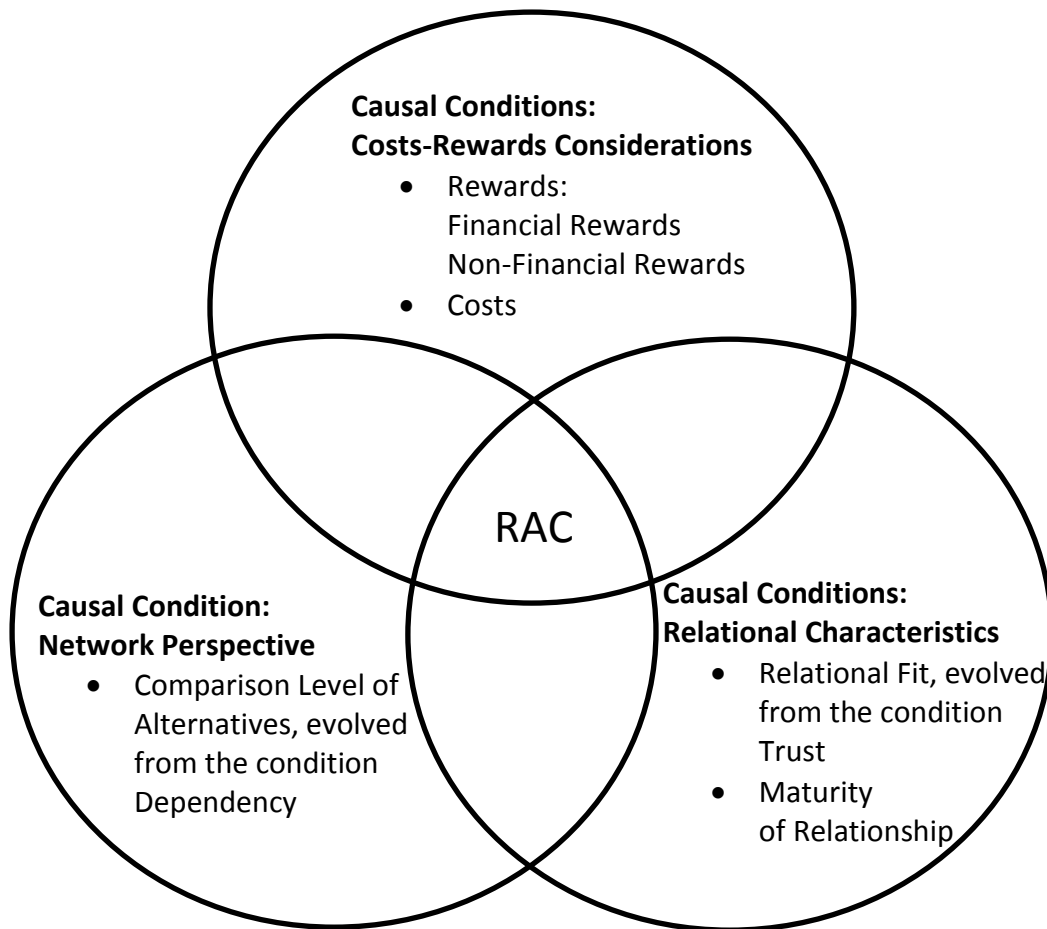 Causal Conditions:
Costs-Rewards Considerations
• Rewards:
Financial Rewards
Non-Financial Rewards
• Costs
RAC
Causal Condition:
Network Perspective
• Comparison Level of
Alternatives, evolved
from the condition
Dependency
Causal Conditions:
Relational Characteristics
• Relational Fit, evolved
from the condition
Trust
• Maturity
of Relationship